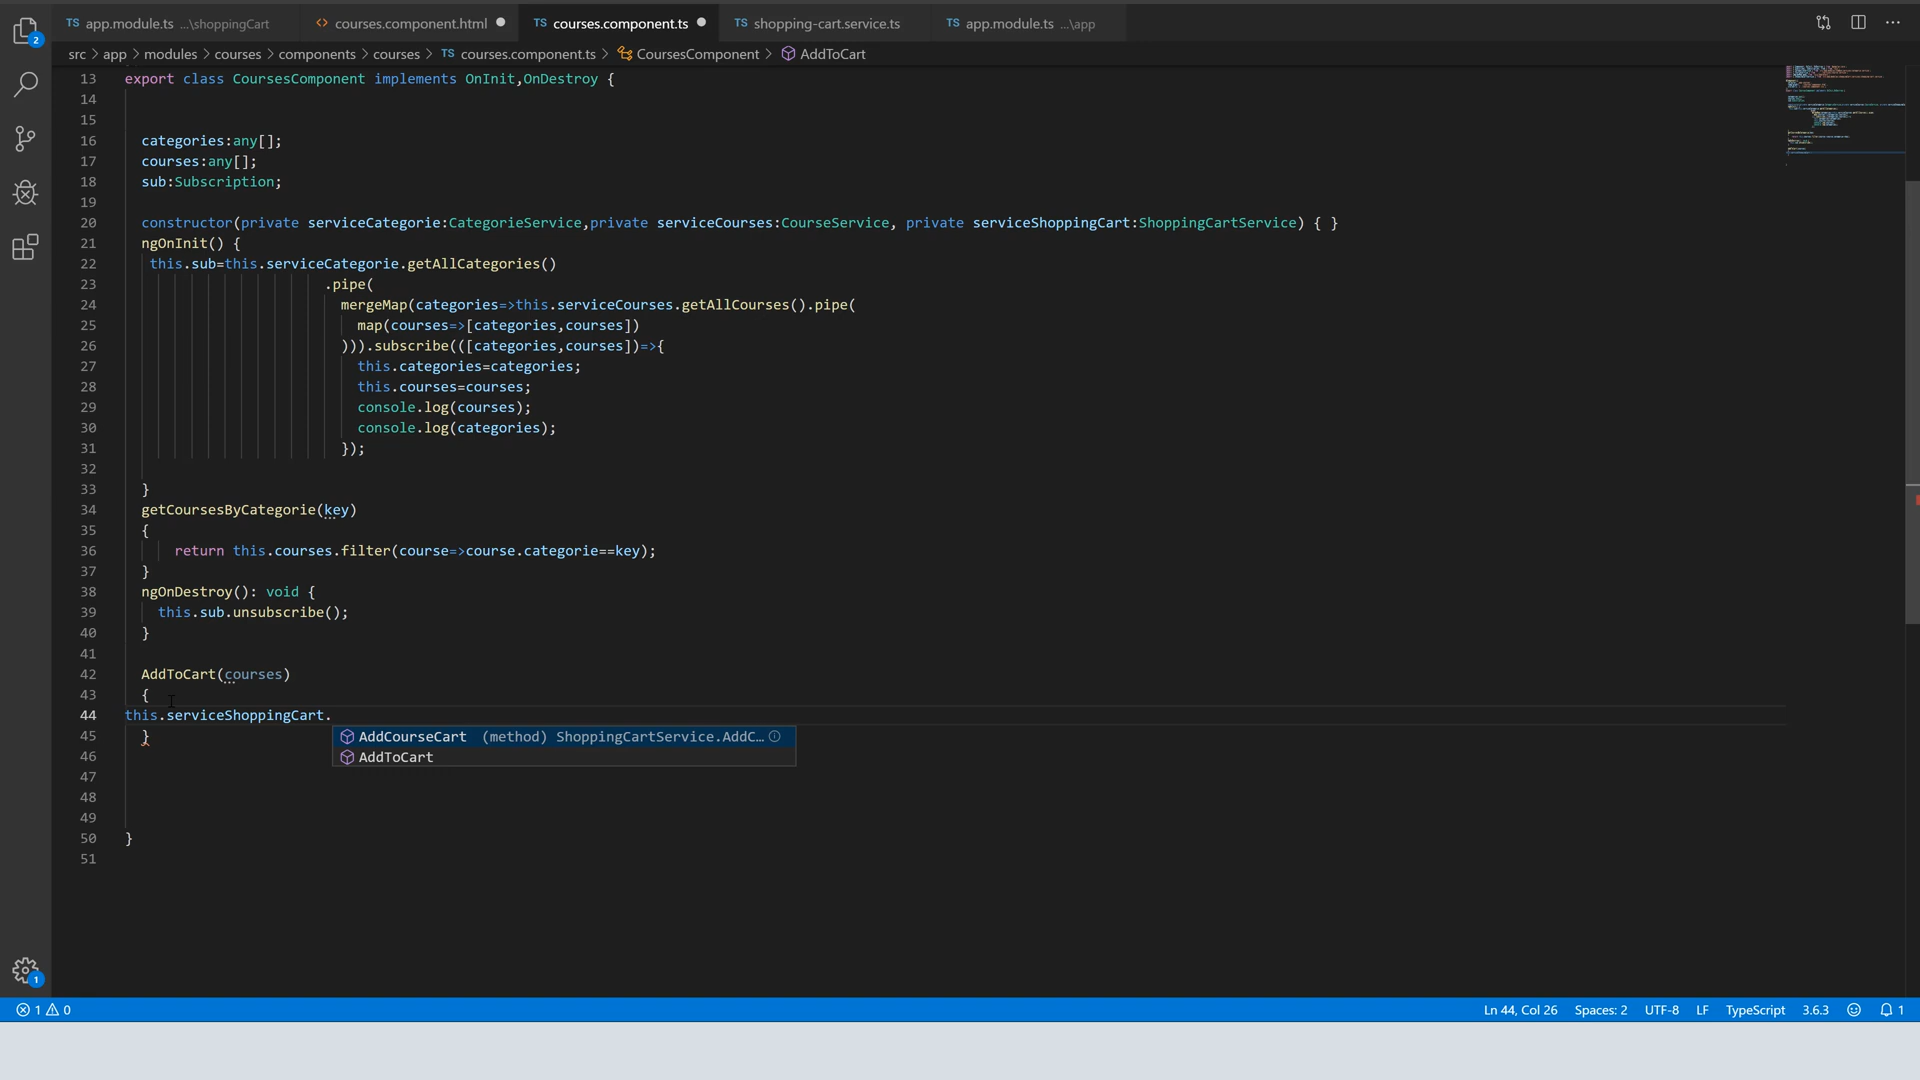 TS app.module.ts ...\shoppingCart <> courses.component.html TS courses.component.ts TS shopping-cart.service.ts TS app.module.ts ...\app
src > app > modules > courses > components > courses > TS courses.component.ts > CoursesComponent > AddToCart
13 export class CoursesComponent implements OnInit,OnDestroy {
14
15
16 categories:any[];
17 courses:any[];
18 sub:Subscription;
19
20 constructor(private serviceCategorie:CategorieService,private serviceCourses:CourseService, private serviceShoppingCart:ShoppingCartService) { }
21 ngOnInit() {
22 this.sub=this.serviceCategorie.getAllCategories()
23 .pipe(
24 mergeMap(categories=>this.serviceCourses.getAllCourses().pipe(
25 map(courses=>[categories,courses])
26 ))).subscribe(([categories,courses])=>{
27 this.categories=categories;
28 this.courses=courses;
29 console.log(courses);
30 console.log(categories);
31 });
32
33 }
34 getCoursesByCategorie(key)
35 {
36 return this.courses.filter(course=>course.categorie==key);
37 }
38 ngOnDestroy(): void {
39 this.sub.unsubscribe();
40 }
41
42 AddToCart(courses)
43 {
44 this.serviceShoppingCart.
45 }
AddCourseCart (method) ShoppingCartService.AddC...
46
AddToCart
47
48
49
50 }
51
2
1
1 0 Ln 44, Col 26 Spaces: 2 UTF-8 LF TypeScript 3.6.3 1